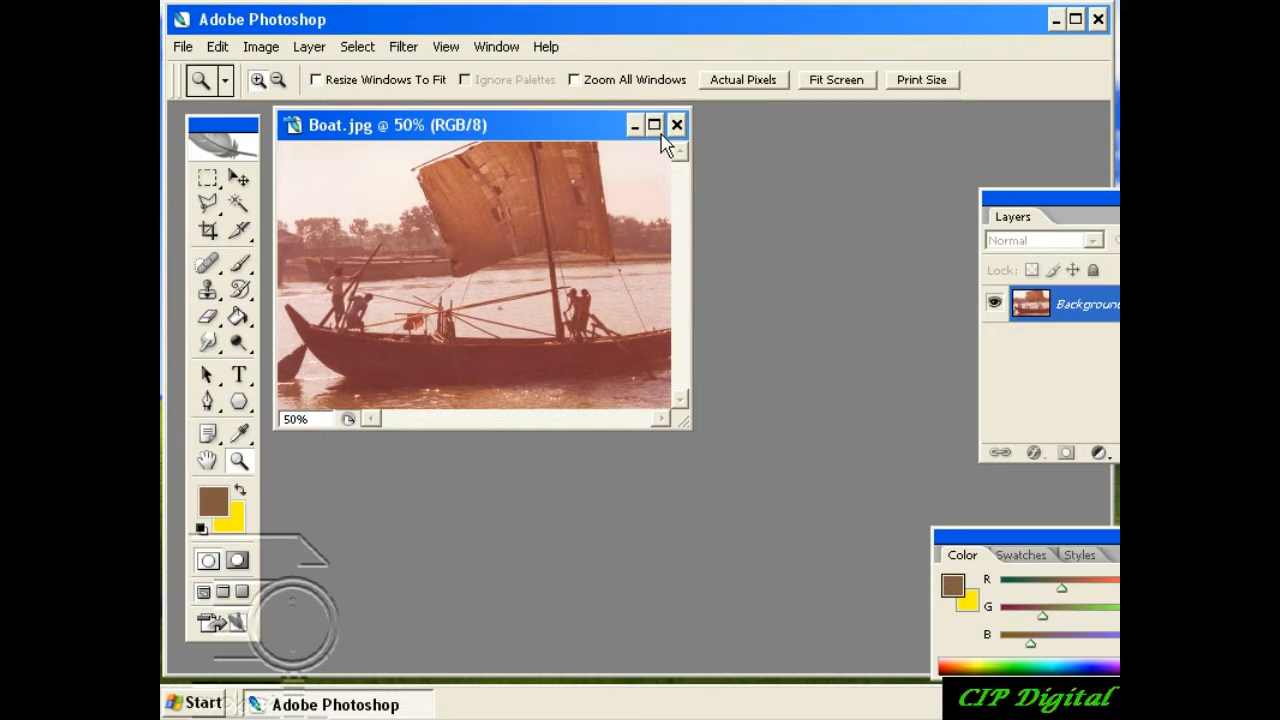 Adobe Photoshop
File Edit Image Layer Select Filter View Window Help
Resize Windows To Fit Ignore Palettes Zoom All Windows Actual Pixels Fit Screen Print Size
Boat.jpg @ 50% (RGB/8)
Layers
Normal
Lock:
Background
T
50%
Color Swatches Styles
R
G
B
CIP Digital
Start Adobe Photoshop